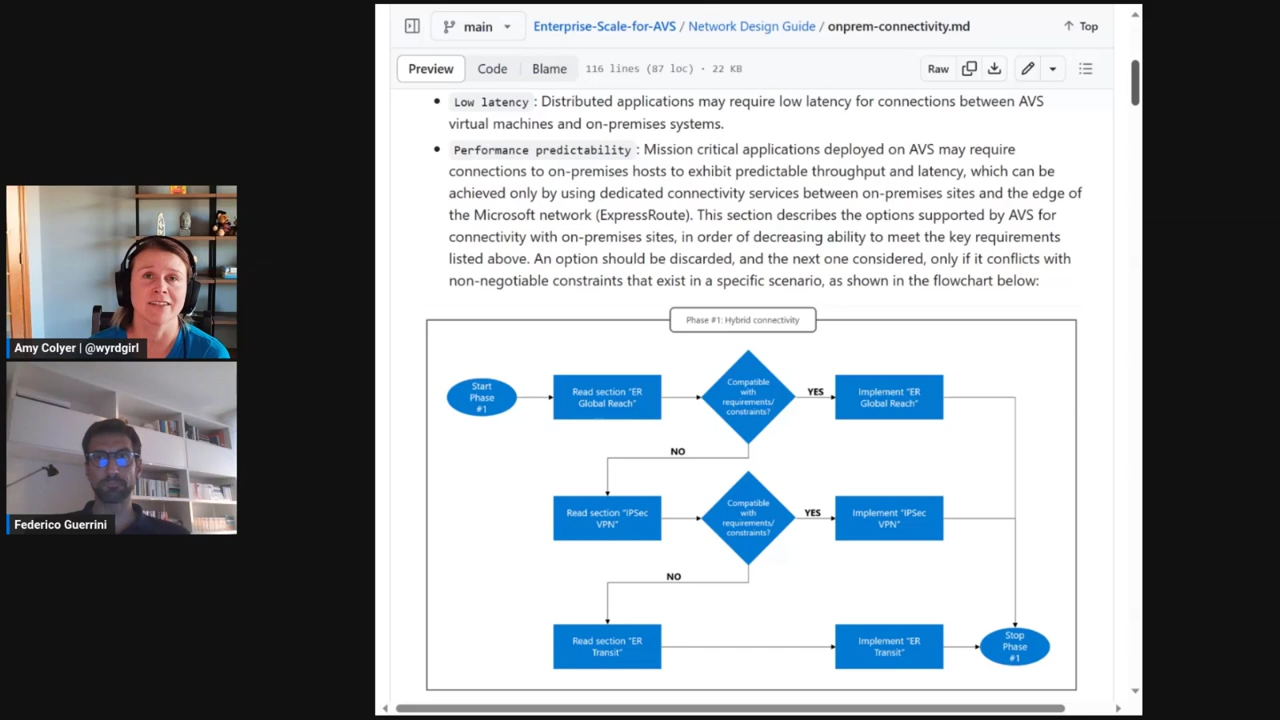 main
Enterprise-Scale-for-AVS / Network Design Guide / onprem-connectivity.md
Top
Preview
Code
Blame
116 lines (87 loc) · 22 KB
Raw
Low latency : Distributed applications may require low latency for connections between AVS
virtual machines and on-premises systems.
Performance predictability : Mission critical applications deployed on AVS may require
connections to on-premises hosts to exhibit predictable throughput and latency, which can be
achieved only by using dedicated connectivity services between on-premises sites and the edge of
the Microsoft network (ExpressRoute). This section describes the options supported by AVS for
connectivity with on-premises sites, in order of decreasing ability to meet the key requirements
listed above. An option should be discarded, and the next one considered, only if it conflicts with
non-negotiable constraints that exist in a specific scenario, as shown in the flowchart below:
Phase #1: Hybrid connectivity
Start
Phase
#1
Read section "ER
Global Reach"
Compatible
with
requirements/
constraints?
YES
Implement "ER
Global Reach"
NO
Read section "IPSec
VPN"
Compatible
with
requirements/
constraints?
YES
Implement "IPSec
VPN"
NO
Read section "ER
Transit"
Implement "ER
Transit"
Stop
Phase
#1
Amy Colyer | @wyrdgirl
Federico Guerrini